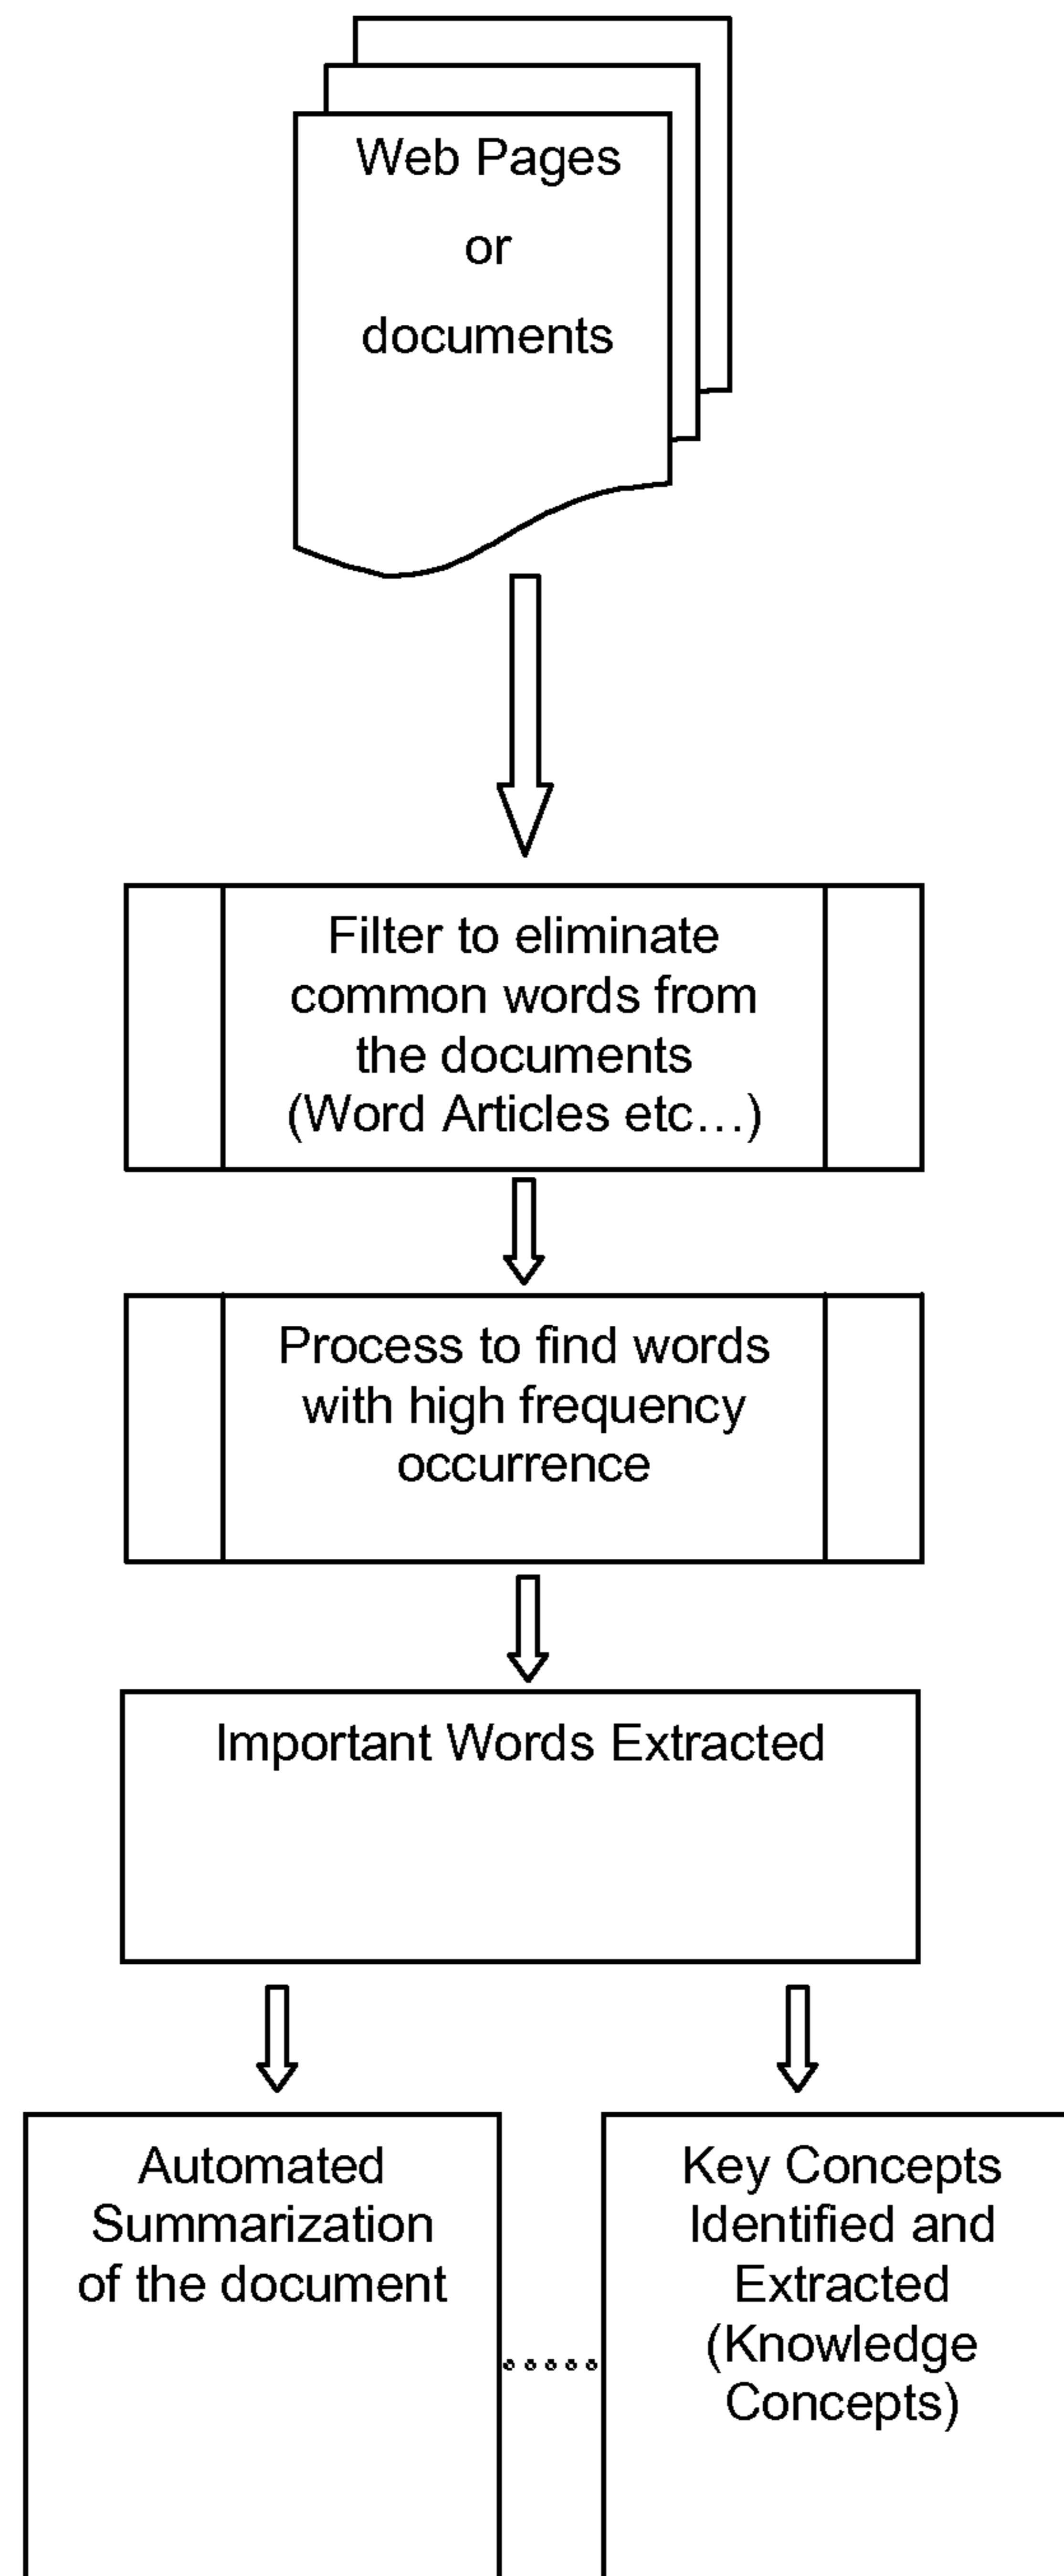 Web Pages
or
documents
Filter to eliminate
common words from
the documents
(Word Articles etc…)
Process to find words
with high frequency
occurrence
Important Words Extracted
Automated
Summarization
of the document
Key Concepts
Identified and
Extracted
(Knowledge
Concepts)